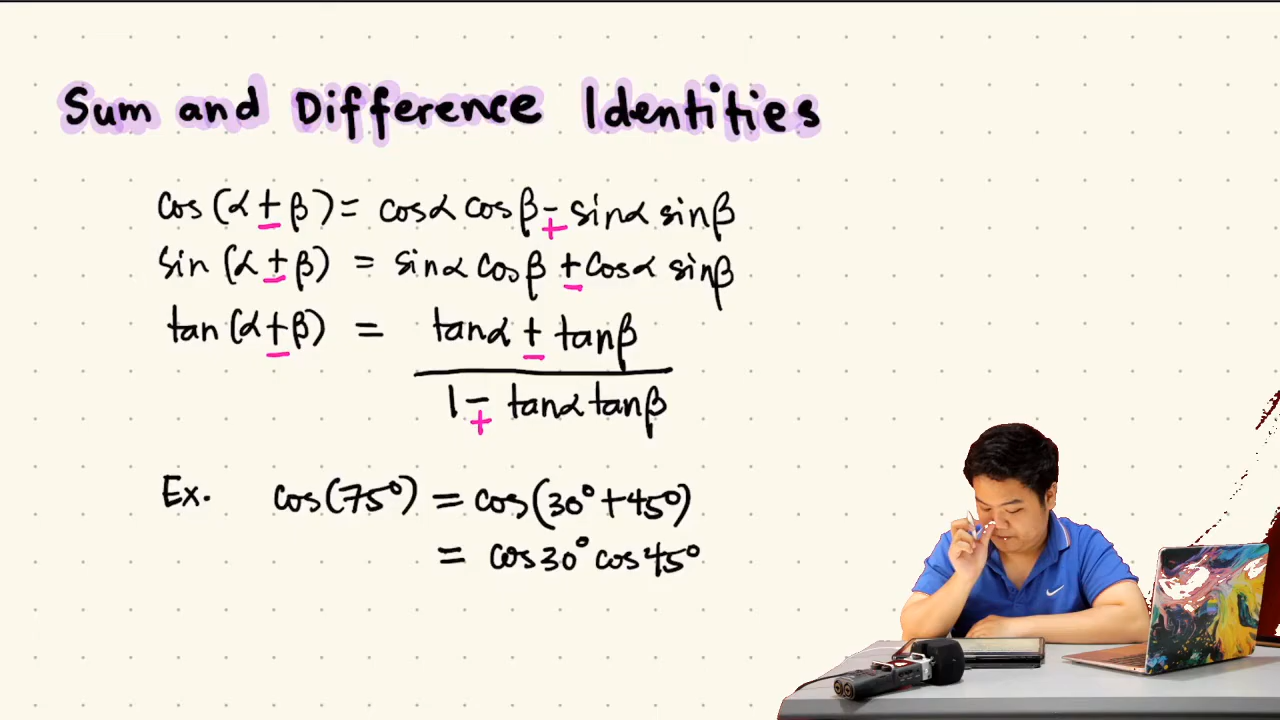 Sum and Difference Identities
cos (α ± β) = cosα cosβ ∓ sinα sinβ
sin (α ± β) = sinα cosβ ± cosα sinβ
tan (α ± β) = tanα ± tanβ
1 ∓ tanα tanβ
Ex. cos(75°) = cos(30° + 45°)
= cos30° cos45°